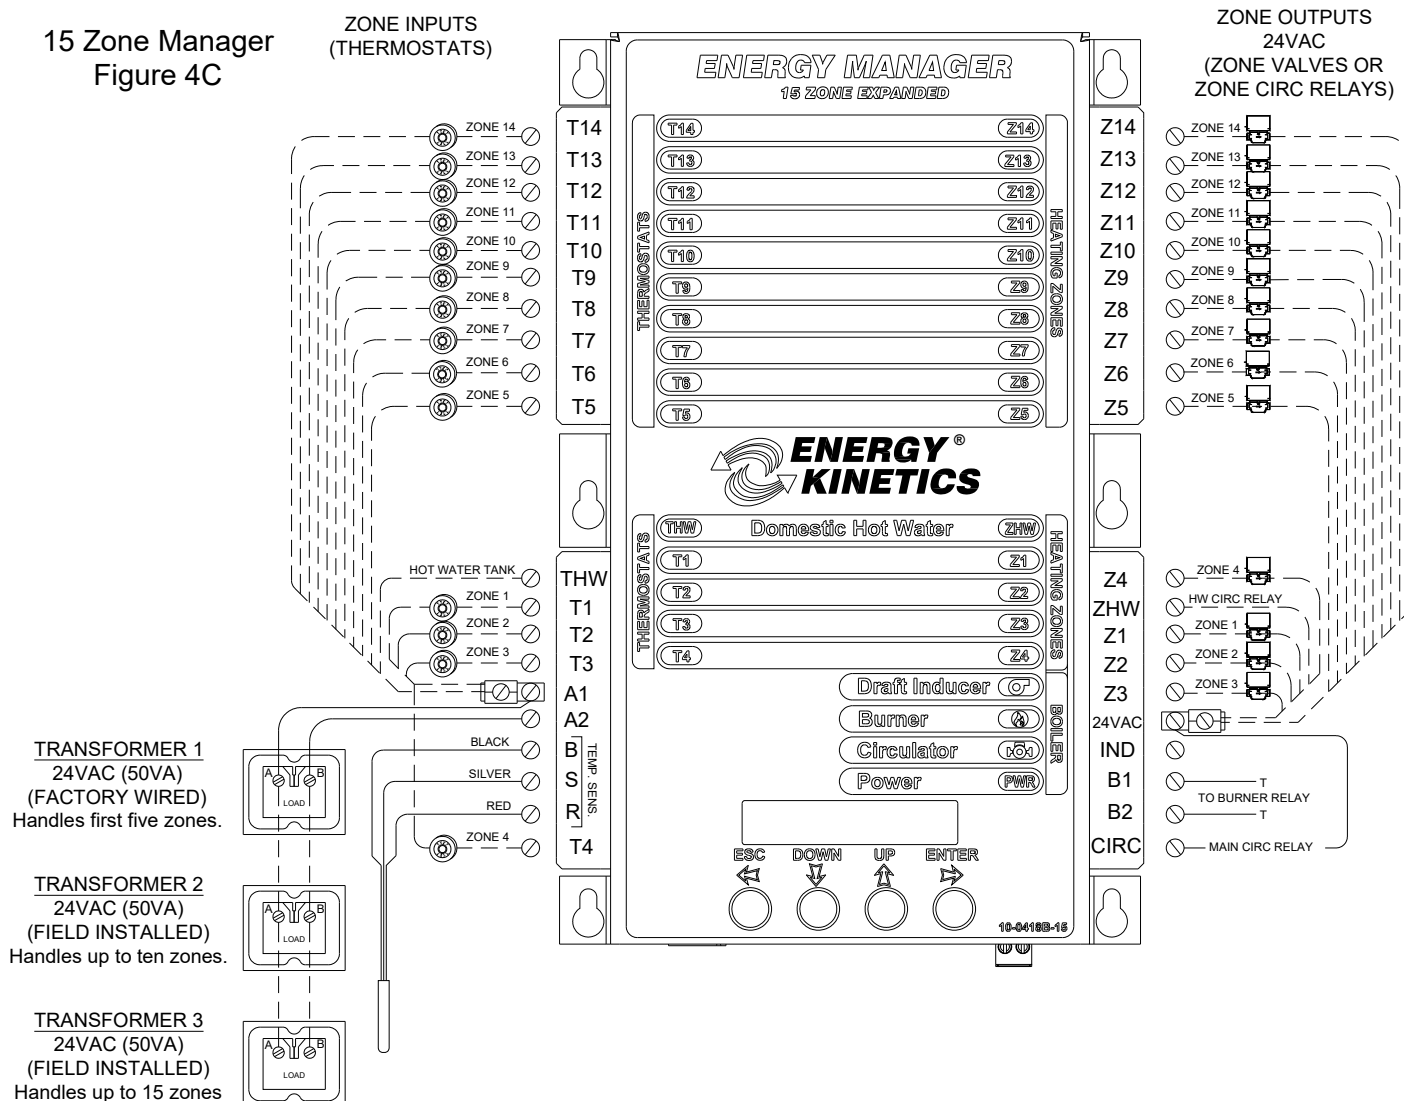 15 Zone Manager
Figure 4C
ZONE INPUTS
(THERMOSTATS)
ZONE OUTPUTS
24VAC
(ZONE VALVES OR
ZONE CIRC RELAYS)
ENERGY MANAGER
15 ZONE EXPANDED
ZONE 14 T14 T14 Z14 Z14 ZONE 14
ZONE 13 T13 T13 Z13 Z13 ZONE 13
ZONE 12 T12 T12 Z12 Z12 ZONE 12
ZONE 11 T11 T11 Z11 Z11 ZONE 11
ZONE 10 T10 T10 Z10 Z10 ZONE 10
ZONE 9 T9 T9 Z9 Z9 ZONE 9
ZONE 8 T8 T8 Z8 Z8 ZONE 8
ZONE 7 T7 T7 Z7 Z7 ZONE 7
ZONE 6 T6 T6 Z6 Z6 ZONE 6
ZONE 5 T5 T5 Z5 Z5 ZONE 5
THERMOSTATS
HEATING ZONES
ENERGY ®
KINETICS
THW Domestic Hot Water ZHW
T1 Z1
T2 Z2
T3 Z3
T4 Z4
THERMOSTATS
HEATING ZONES
HOT WATER TANK THW
ZONE 1 T1
ZONE 2 T2
ZONE 3 T3
A1
A2
BLACK B
SILVER S
RED R
TEMP. SENS.
ZONE 4 T4
Z4 ZONE 4
ZHW HW CIRC RELAY
Z1 ZONE 1
Z2 ZONE 2
Z3 ZONE 3
24VAC
IND
B1 T
TO BURNER RELAY
B2 T
CIRC MAIN CIRC RELAY
Draft Inducer
Burner
Circulator
Power PWR
BOILER
ESC DOWN UP ENTER
10-0418B-15
TRANSFORMER 1
24VAC (50VA)
(FACTORY WIRED)
Handles first five zones.
A B
LOAD
TRANSFORMER 2
24VAC (50VA)
(FIELD INSTALLED)
Handles up to ten zones.
A B
LOAD
TRANSFORMER 3
24VAC (50VA)
(FIELD INSTALLED)
Handles up to 15 zones
A B
LOAD